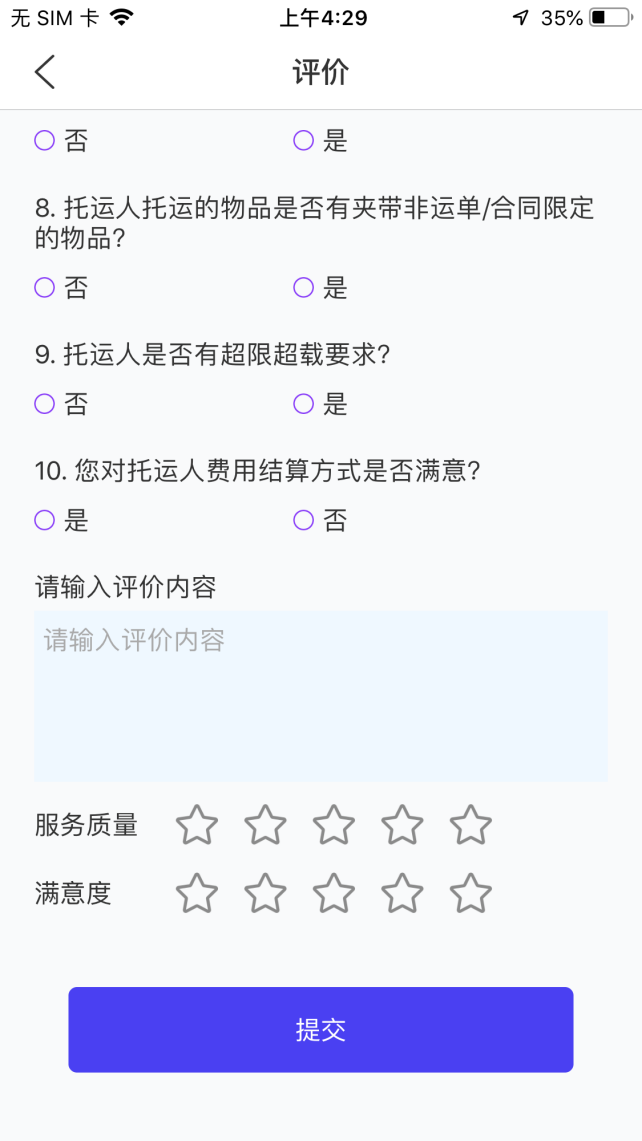 无 SIM 卡 上午4:29 35%
评价
否 是
8. 托运人托运的物品是否有夹带非运单/合同限定
的物品?
否 是
9. 托运人是否有超限超载要求?
否 是
10. 您对托运人费用结算方式是否满意?
是 否
请输入评价内容
请输入评价内容
服务质量
满意度
提交